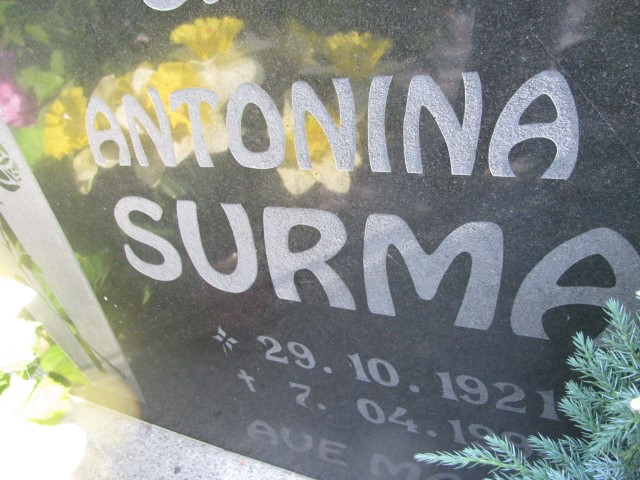 ANTONINA
SURMA
29.10.1921
7.04.
AVE